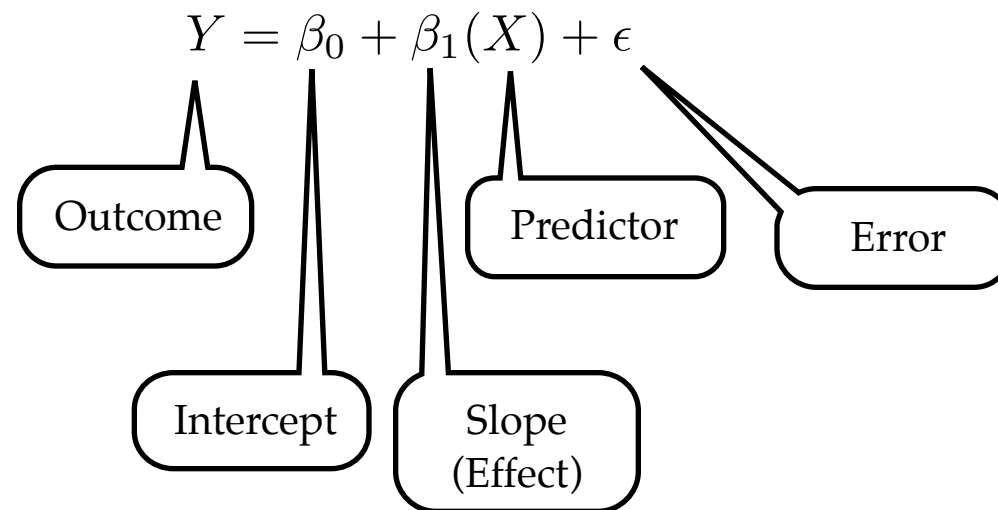 Y = β₀ + β₁(X) + ϵ
Outcome
Predictor
Error
Intercept
Slope
(Effect)